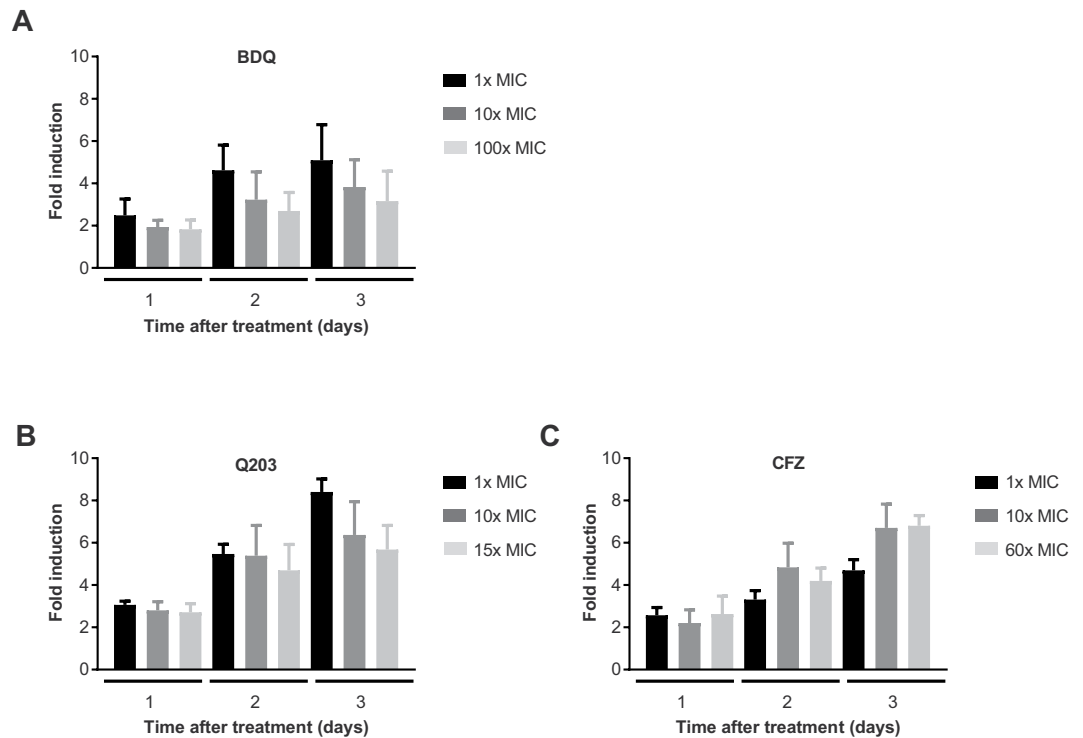 A
BDQ
10
8
6
4
2
0
Fold induction
1x MIC
10x MIC
100x MIC
1 2 3
Time after treatment (days)
B
Q203
10
8
6
4
2
0
Fold induction
1x MIC
10x MIC
15x MIC
1 2 3
Time after treatment (days)
C
CFZ
10
8
6
4
2
0
Fold induction
1x MIC
10x MIC
60x MIC
1 2 3
Time after treatment (days)